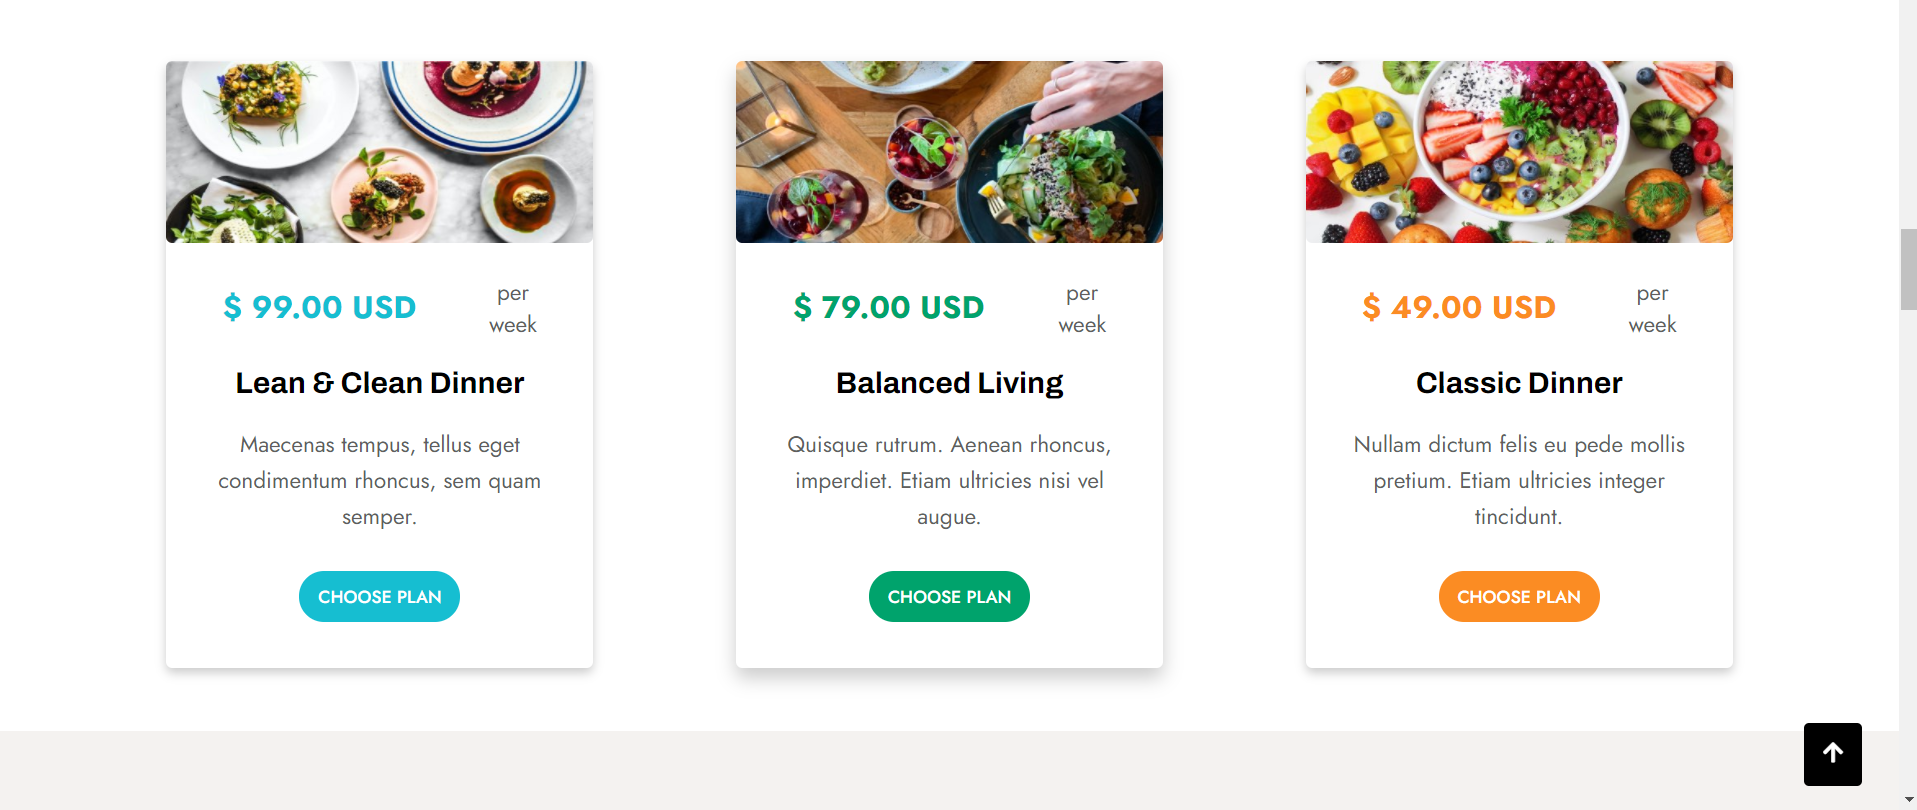 $ 99.00 USD
per
week
Lean & Clean Dinner
Maecenas tempus, tellus eget
condimentum rhoncus, sem quam
semper.
CHOOSE PLAN
$ 79.00 USD
per
week
Balanced Living
Quisque rutrum. Aenean rhoncus,
imperdiet. Etiam ultricies nisi vel
augue.
CHOOSE PLAN
$ 49.00 USD
per
week
Classic Dinner
Nullam dictum felis eu pede mollis
pretium. Etiam ultricies integer
tincidunt.
CHOOSE PLAN